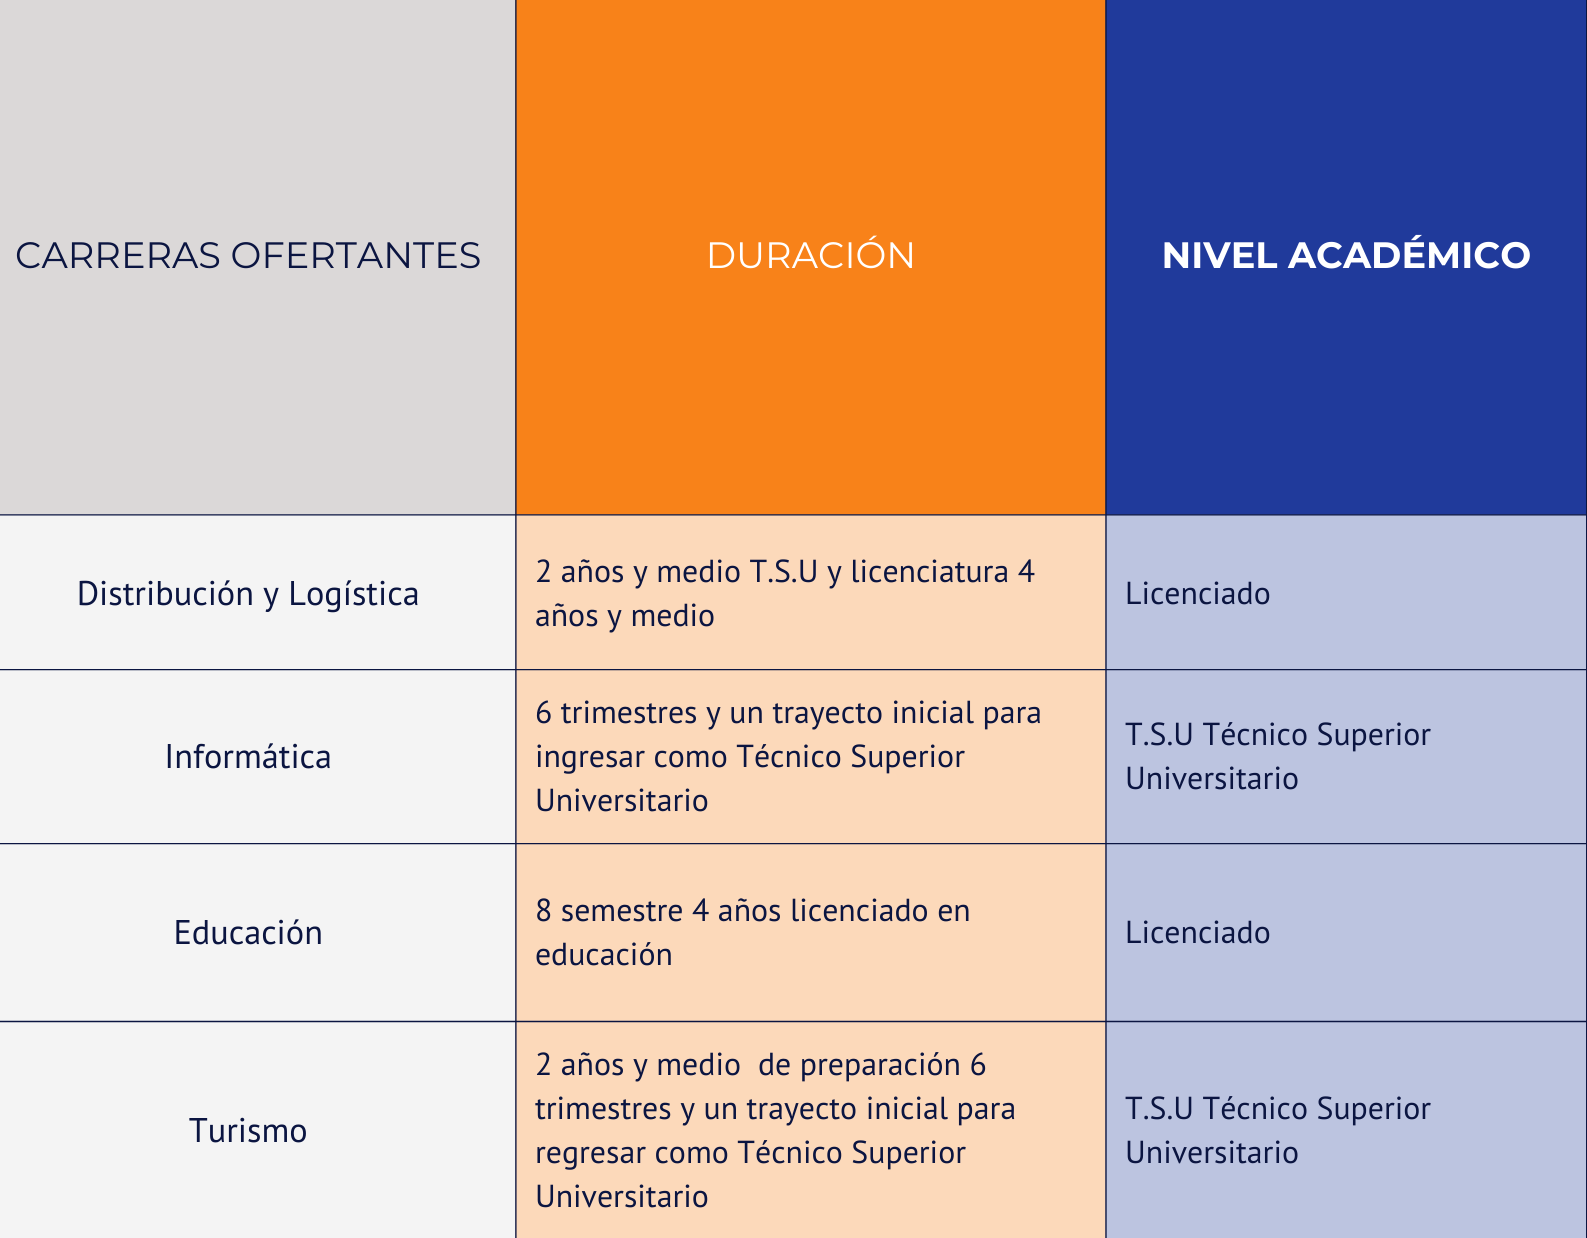 CARRERAS OFERTANTES
DURACIÓN
NIVEL ACADÉMICO
Distribución y Logística
2 años y medio T.S.U y licenciatura 4
años y medio
Licenciado
Informática
6 trimestres y un trayecto inicial para
ingresar como Técnico Superior
Universitario
T.S.U Técnico Superior
Universitario
Educación
8 semestre 4 años licenciado en
educación
Licenciado
Turismo
2 años y medio  de preparación 6
trimestres y un trayecto inicial para
regresar como Técnico Superior
Universitario
T.S.U Técnico Superior
Universitario